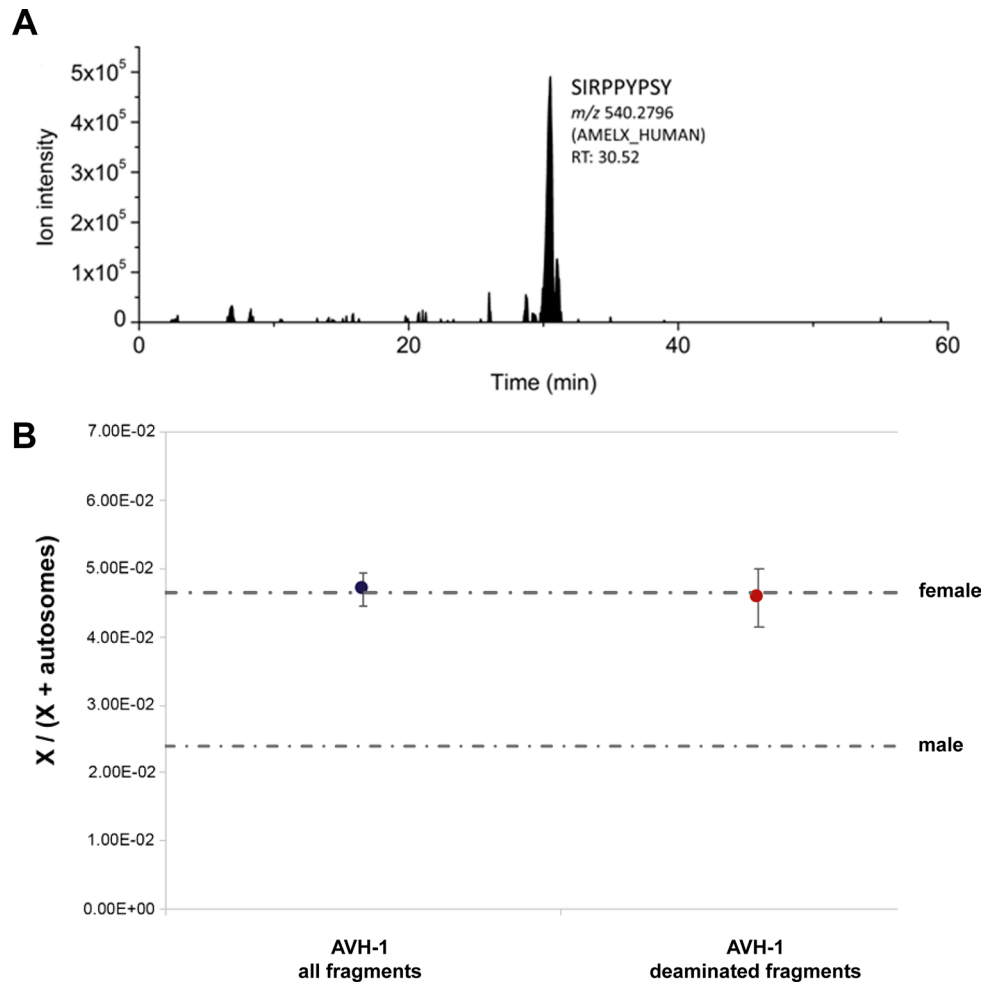 A
5x10⁵
4x10⁵
3x10⁵
2x10⁵
1x10⁵
0
Ion intensity
SIRPPYPSY
m/z 540.2796
(AMELX_HUMAN)
RT: 30.52
0 20 40 60
Time (min)
B
7.00E-02
6.00E-02
5.00E-02
4.00E-02
3.00E-02
2.00E-02
1.00E-02
0.00E+00
X / (X + autosomes)
female
male
AVH-1
all fragments
AVH-1
deaminated fragments